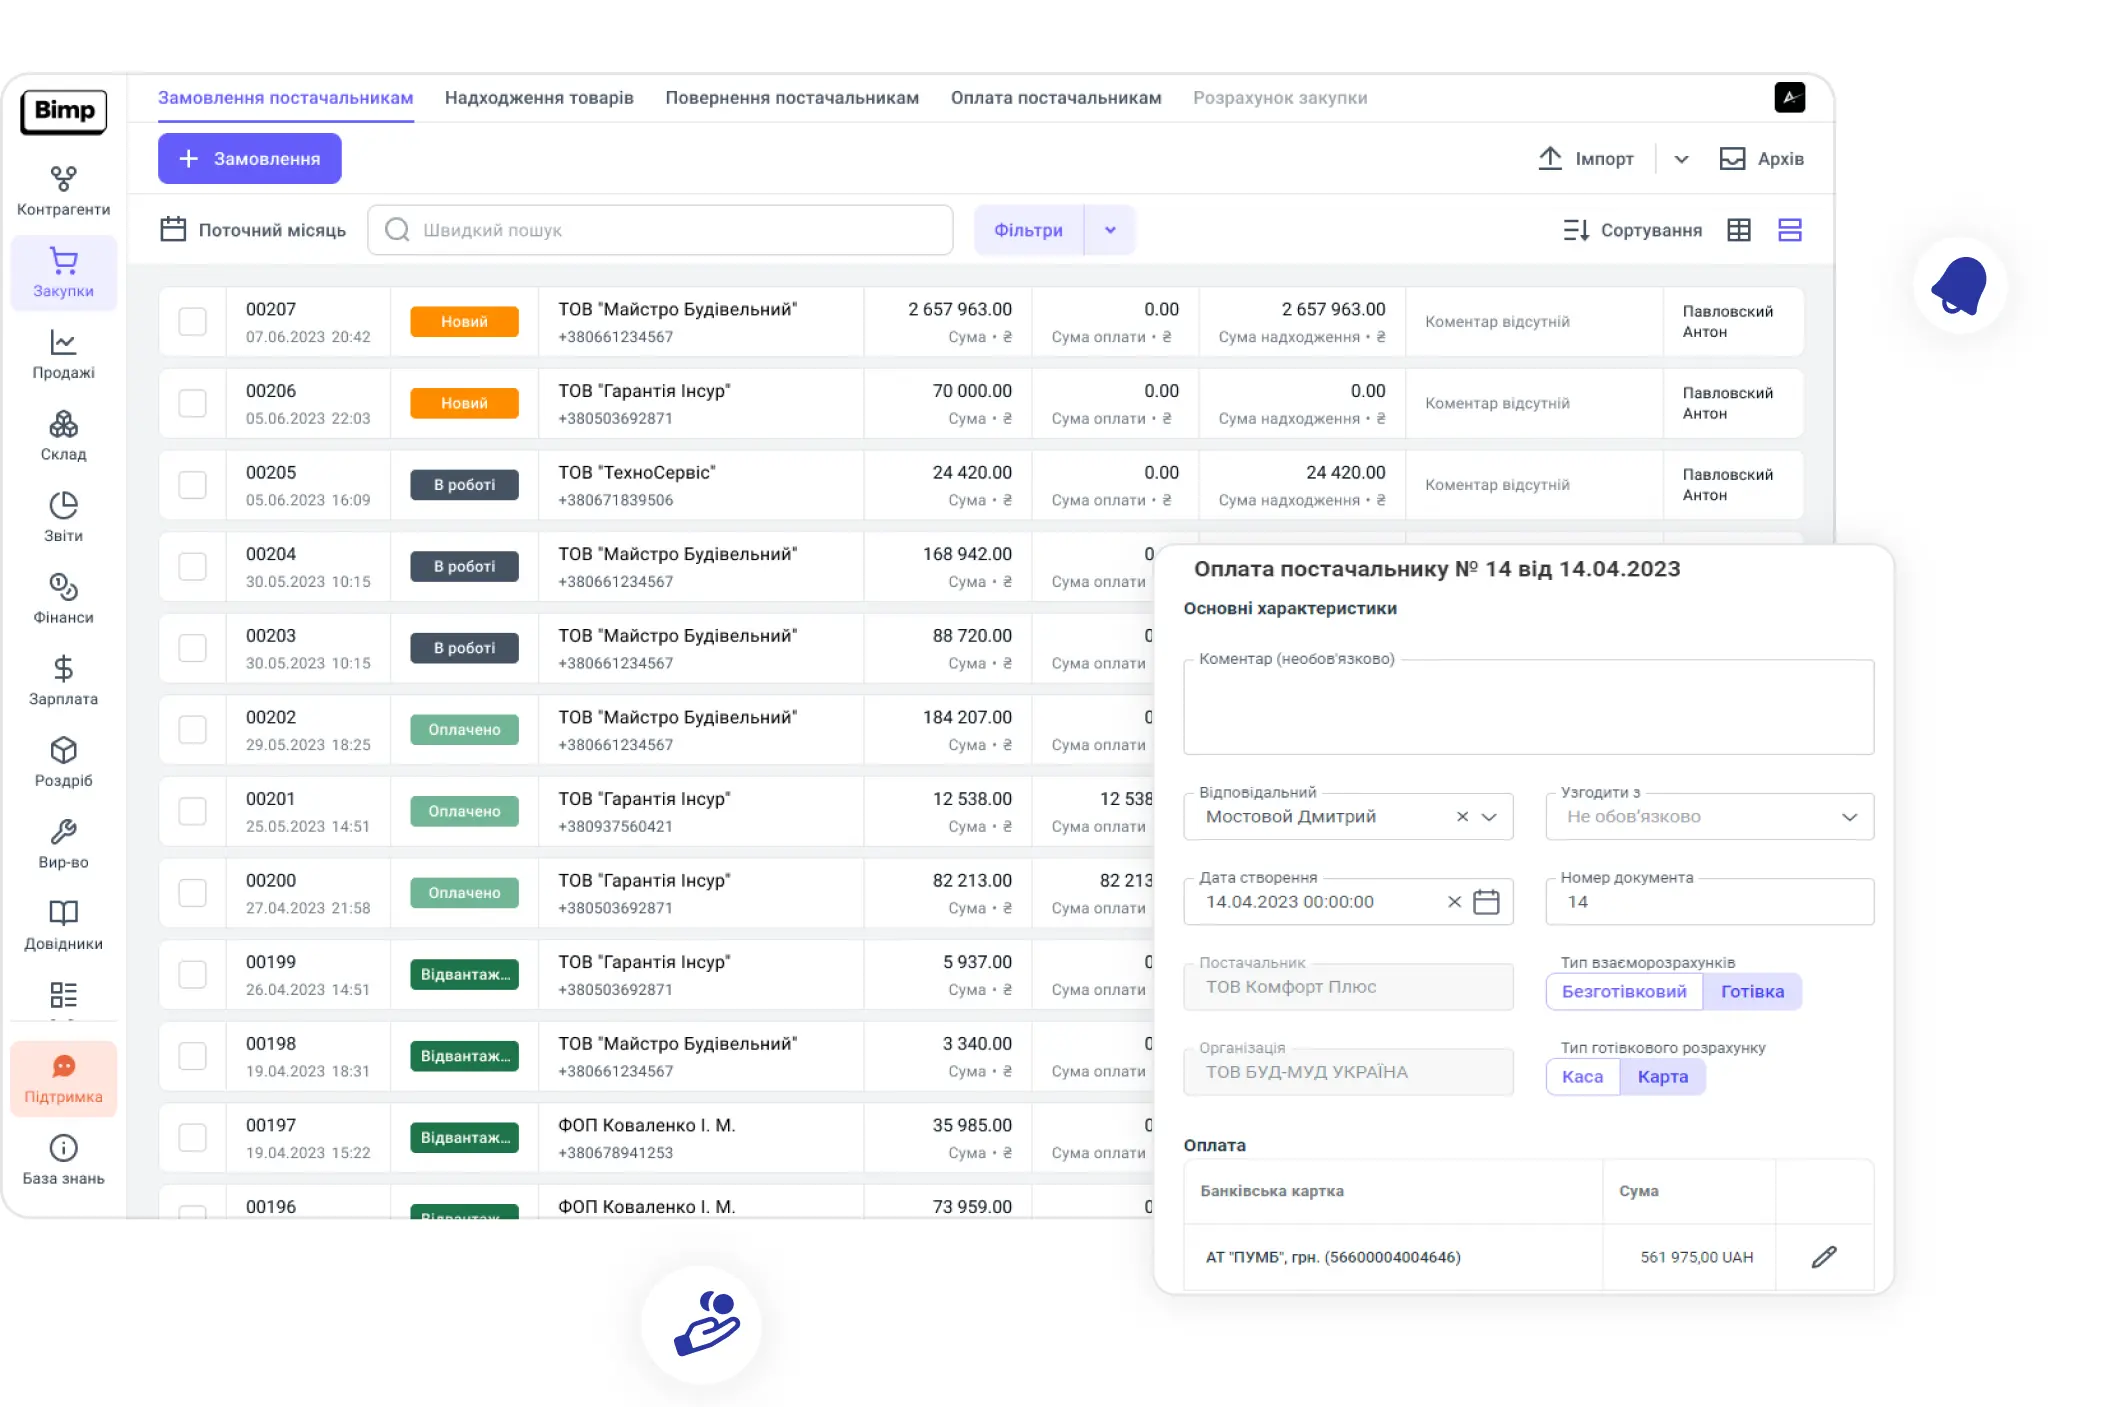 Bimp
Контрагенти
Закупки
Продажі
Склад
Звіти
Фінанси
Зарплата
Роздріб
Вир-во
Довідники
Підтримка
База знань
Замовлення постачальникам Надходження товарів Повернення постачальникам Оплата постачальникам Розрахунок закупки
+ Замовлення Імпорт Архів
Поточний місяць Швидкий пошук Фільтри Сортування
00207 Новий ТОВ "Майстро Будівельний" 2 657 963.00 0.00 2 657 963.00 Коментар відсутній Павловский
07.06.2023 20:42 +380661234567 Сума • ₴ Сума оплати • ₴ Сума надходження • ₴ Антон
00206 Новий ТОВ "Гарантія Інсур" 70 000.00 0.00 0.00 Коментар відсутній Павловский
05.06.2023 22:03 +380503692871 Сума • ₴ Сума оплати • ₴ Сума надходження • ₴ Антон
00205 В роботі ТОВ "ТехноСервіс" 24 420.00 0.00 24 420.00 Коментар відсутній Павловский
05.06.2023 16:09 +380671839506 Сума • ₴ Сума оплати • ₴ Сума надходження • ₴ Антон
00204 В роботі ТОВ "Майстро Будівельний" 168 942.00 0
30.05.2023 10:15 +380661234567 Сума • ₴ Сума оплати
00203 В роботі ТОВ "Майстро Будівельний" 88 720.00 0
30.05.2023 10:15 +380661234567 Сума • ₴ Сума оплати
00202 Оплачено ТОВ "Майстро Будівельний" 184 207.00 0
29.05.2023 18:25 +380661234567 Сума • ₴ Сума оплати
00201 Оплачено ТОВ "Гарантія Інсур" 12 538.00 12 538
25.05.2023 14:51 +380937560421 Сума • ₴ Сума оплати
00200 Оплачено ТОВ "Гарантія Інсур" 82 213.00 82 213
27.04.2023 21:58 +380503692871 Сума • ₴ Сума оплати
00199 Відвантаж... ТОВ "Гарантія Інсур" 5 937.00 0
26.04.2023 14:51 +380503692871 Сума • ₴ Сума оплати
00198 Відвантаж... ТОВ "Майстро Будівельний" 3 340.00 0
19.04.2023 18:31 +380661234567 Сума • ₴ Сума оплати
00197 Відвантаж... ФОП Коваленко І. М. 35 985.00 0
19.04.2023 15:22 +380678941253 Сума • ₴ Сума оплати
00196 Відвантаж... ФОП Коваленко І. М. 73 959.00 0
Оплата постачальнику № 14 від 14.04.2023
Основні характеристики
Коментар (необов'язково)
Відповідальний Узгодити з
Мостовой Дмитрий Не обов'язково
Дата створення Номер документа
14.04.2023 00:00:00 14
Постачальник Тип взаєморозрахунків
ТОВ Комфорт Плюс Безготівковий Готівка
Організація Тип готівкового розрахунку
ТОВ БУД-МУД УКРАЇНА Каса Карта
Оплата
Банківська картка Сума
АТ "ПУМБ", грн. (56600004004646) 561 975,00 UAH